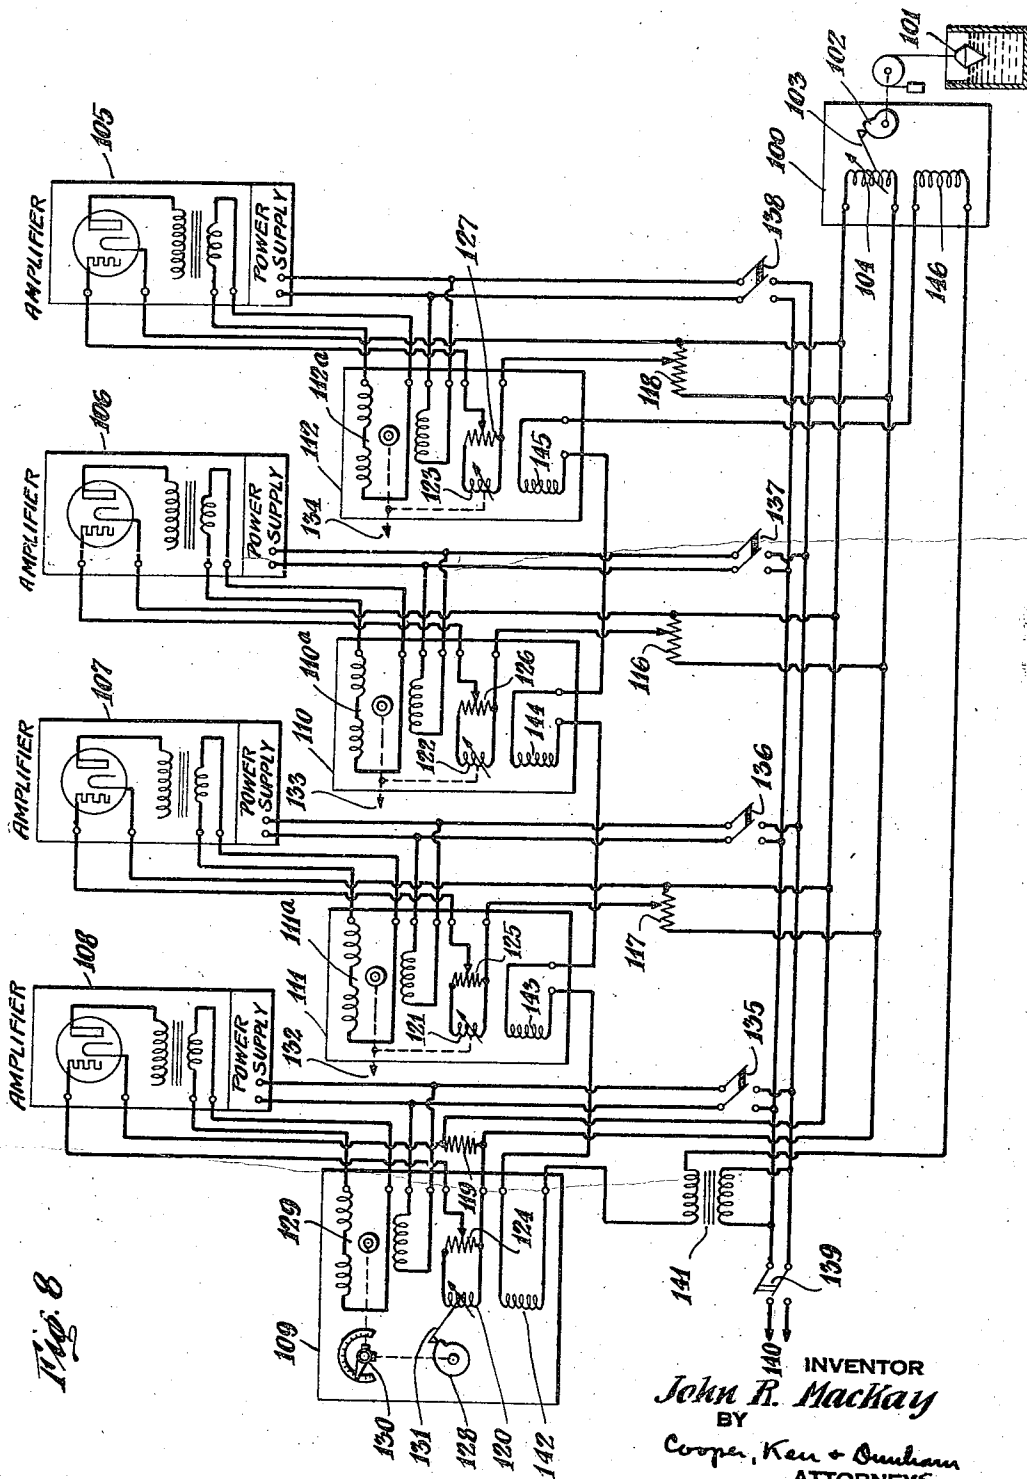 Fig. 8
AMPLIFIER
108
POWER
SUPPLY
AMPLIFIER
107
POWER
SUPPLY
AMPLIFIER
106
POWER
SUPPLY
AMPLIFIER
105
POWER
SUPPLY
109
129
130
131
128
120
142
124
119
111
111a
132
121
125
143
110
110a
133
122
126
144
112
112a
134
123
127
145
135
136
137
138
117
116
118
141
139
140
100
103
102
101
104
146
INVENTOR
John R. MacKay
BY
Cooper, Kerr & Dunham
ATTORNEYS